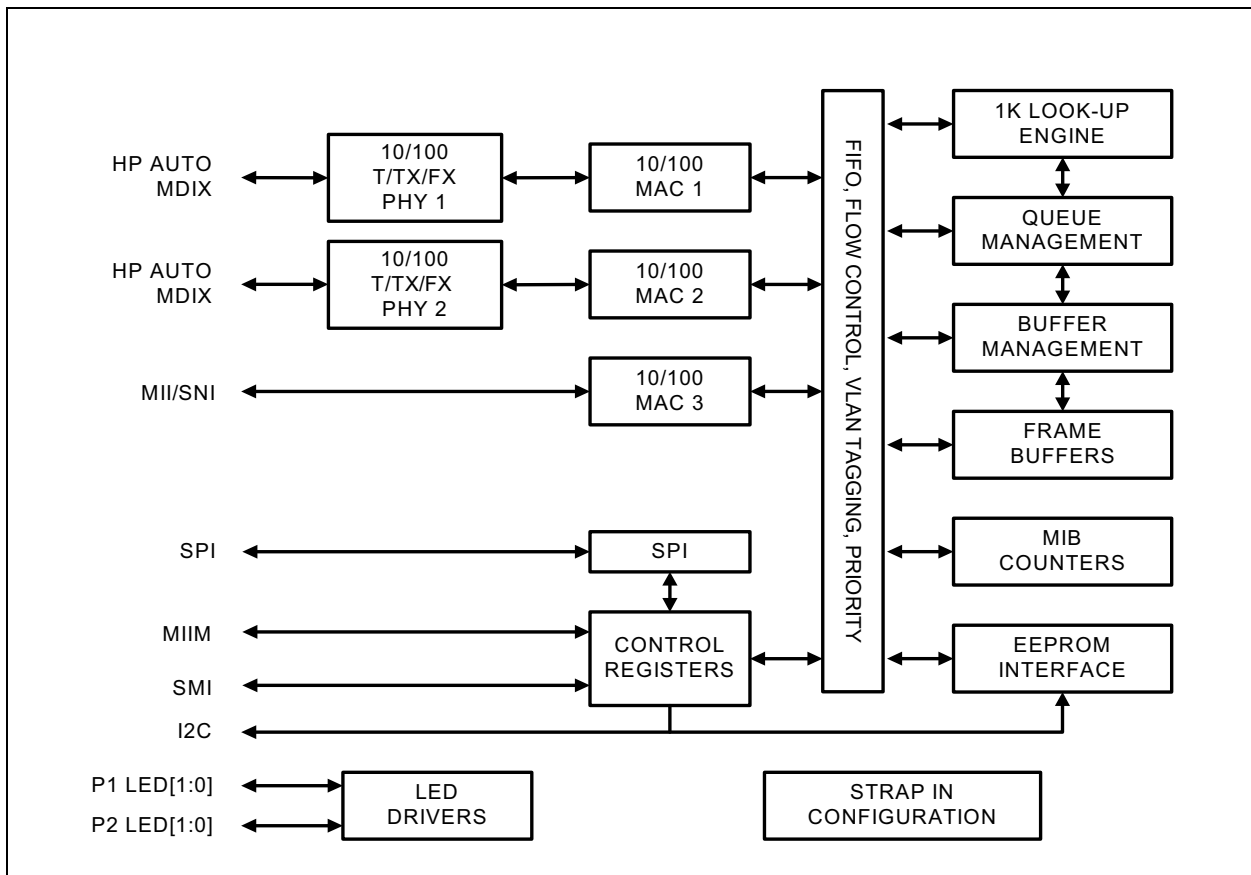 HP AUTO
MDIX
10/100
T/TX/FX
PHY 1
10/100
MAC 1
HP AUTO
MDIX
10/100
T/TX/FX
PHY 2
10/100
MAC 2
MII/SNI
10/100
MAC 3
SPI
SPI
MIIM
SMI
CONTROL
REGISTERS
I2C
P1 LED[1:0]
P2 LED[1:0]
LED
DRIVERS
FIFO, FLOW CONTROL, VLAN TAGGING, PRIORITY
1K LOOK-UP
ENGINE
QUEUE
MANAGEMENT
BUFFER
MANAGEMENT
FRAME
BUFFERS
MIB
COUNTERS
EEPROM
INTERFACE
STRAP IN
CONFIGURATION